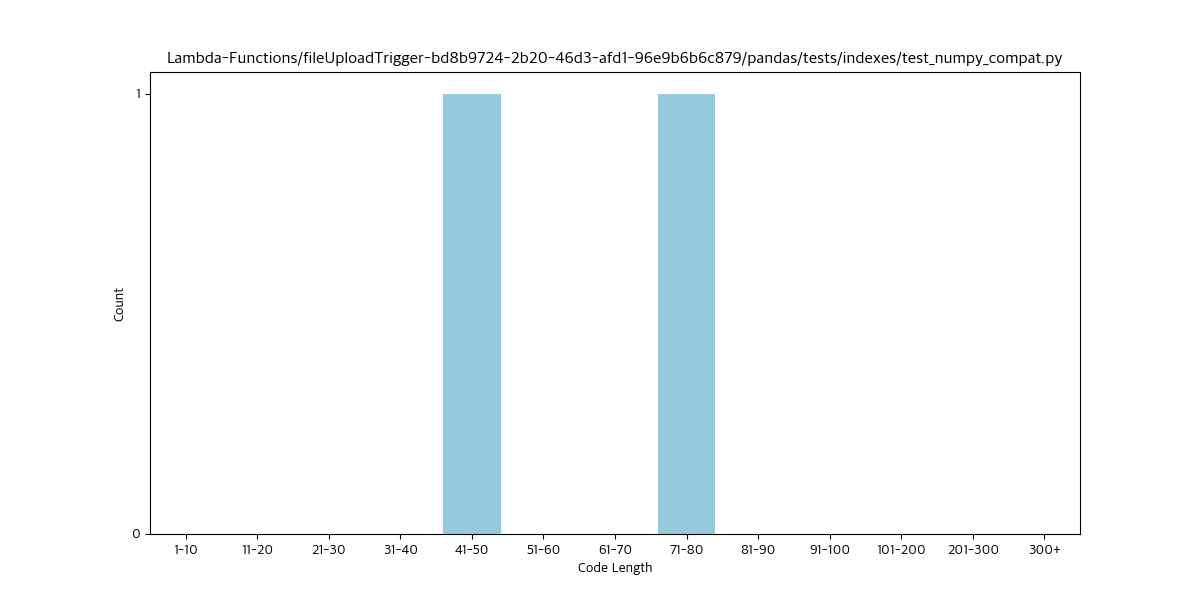 Lambda-Functions/fileUploadTrigger-bd8b9724-2b20-46d3-afd1-96e9b6b6c879/pandas/tests/indexes/test_numpy_compat.py
1
Count
0
1-10 11-20 21-30 31-40 41-50 51-60 61-70 71-80 81-90 91-100 101-200 201-300 300+
Code Length